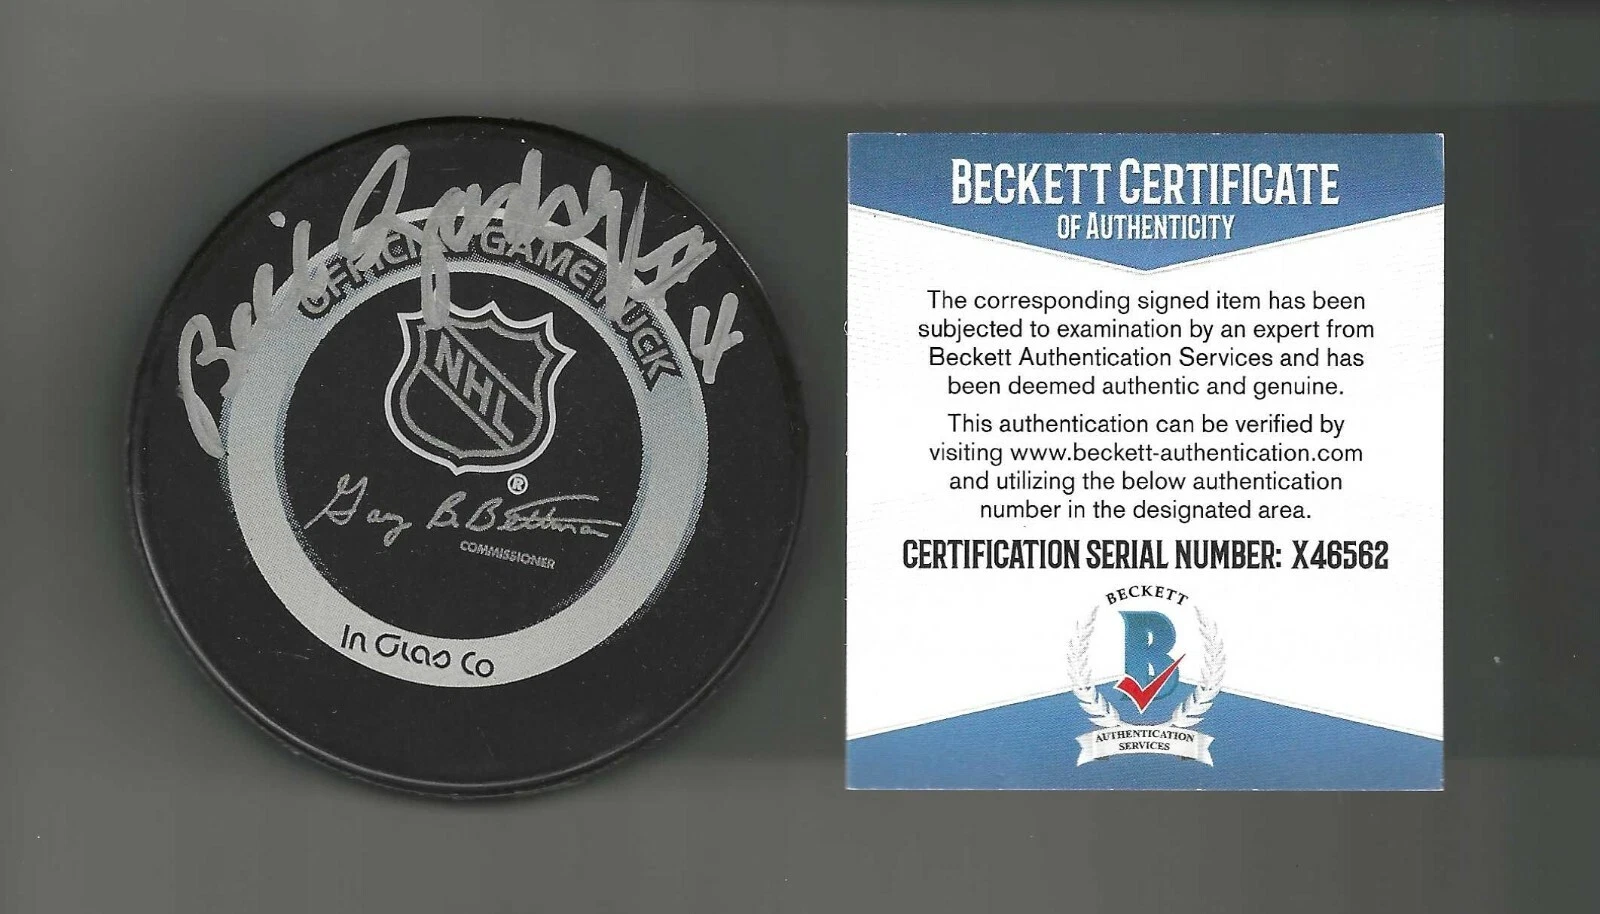 OFFICIAL GAME PUCK
4
NHL
®
Gary B. Bettman
COMMISSIONER
In Glas Co
BECKETT CERTIFICATE
OF AUTHENTICITY
The corresponding signed item has been
subjected to examination by an expert from
Beckett Authentication Services and has
been deemed authentic and genuine.
This authentication can be verified by
visiting www.beckett-authentication.com
and utilizing the below authentication
number in the designated area.
CERTIFICATION SERIAL NUMBER: X46562
BECKETT
B
AUTHENTICATION
SERVICES